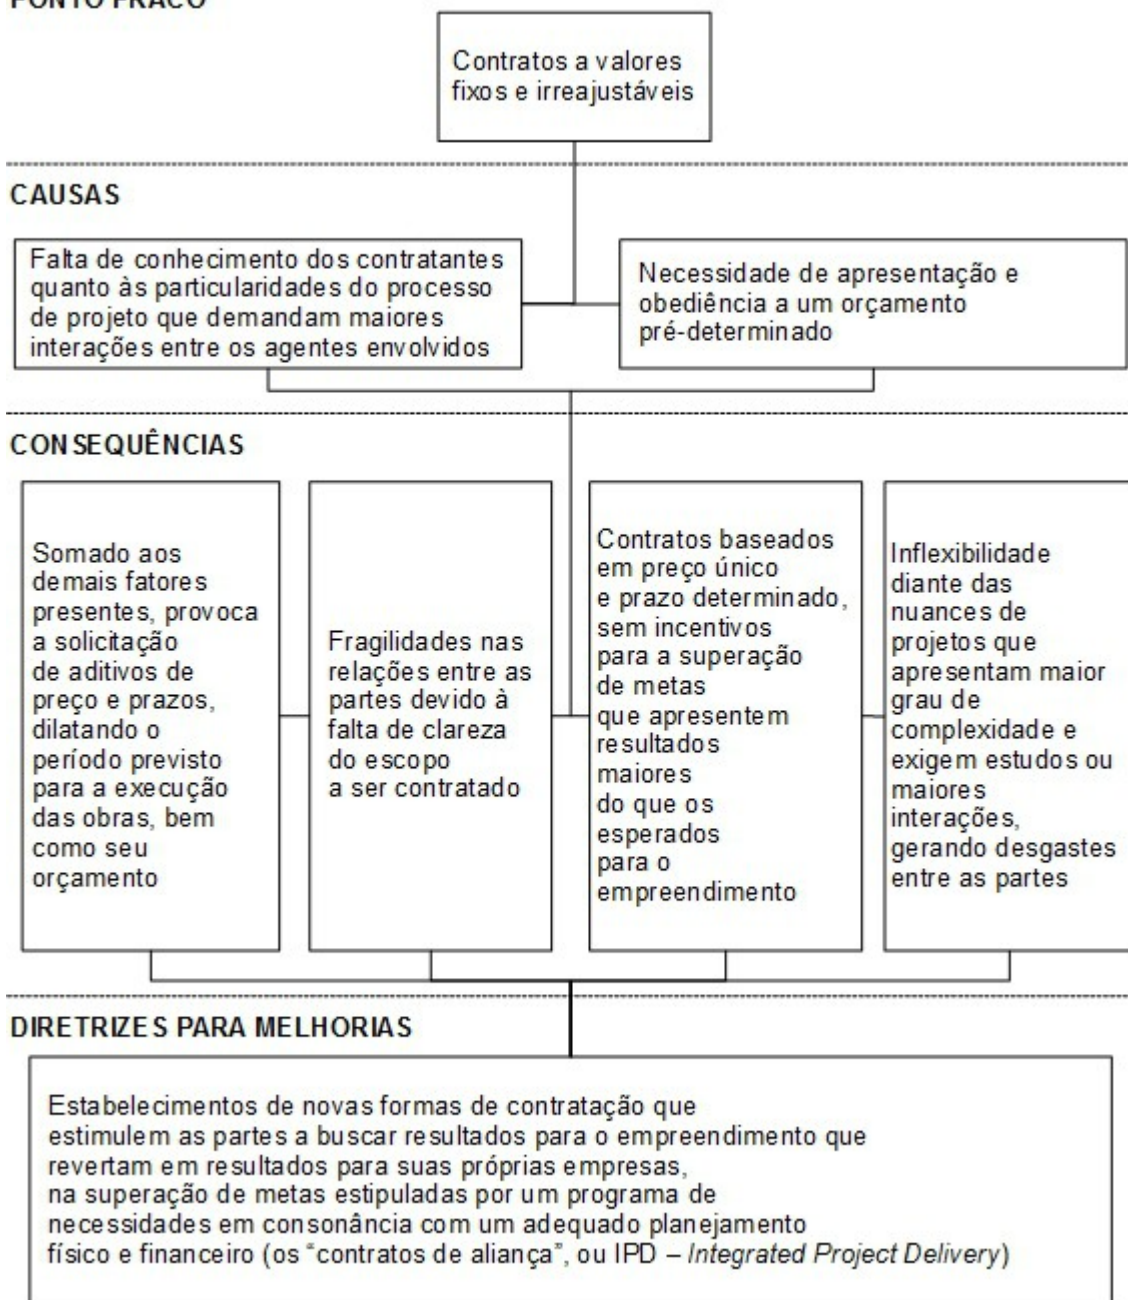 PONTO FRACO
Contratos a valores
fixos e irreajustáveis
CAUSAS
Falta de conhecimento dos contratantes
quanto às particularidades do processo
de projeto que demandam maiores
interações entre os agentes envolvidos
Necessidade de apresentação e
obediência a um orçamento
pré-determinado
CONSEQUÊNCIAS
Somado aos
demais fatores
presentes, provoca
a solicitação
de aditivos de
preço e prazos,
dilatando o
período previsto
para a execução
das obras, bem
como seu
orçamento
Fragilidades nas
relações entre as
partes devido à
falta de clareza
do escopo
a ser contratado
Contratos baseados
em preço único
e prazo determinado,
sem incentivos
para a superação
de metas
que apresentem
resultados
maiores
do que os
esperados
para o
empreendimento
Inflexibilidade
diante das
nuances de
projetos que
apresentam maior
grau de
complexidade e
exigem estudos ou
maiores
interações,
gerando desgastes
entre as partes
DIRETRIZES PARA MELHORIAS
Estabelecimentos de novas formas de contratação que
estimulem as partes a buscar resultados para o empreendimento que
revertam em resultados para suas próprias empresas,
na superação de metas estipuladas por um programa de
necessidades em consonância com um adequado planejamento
físico e financeiro (os “contratos de aliança”, ou IPD – Integrated Project Delivery)